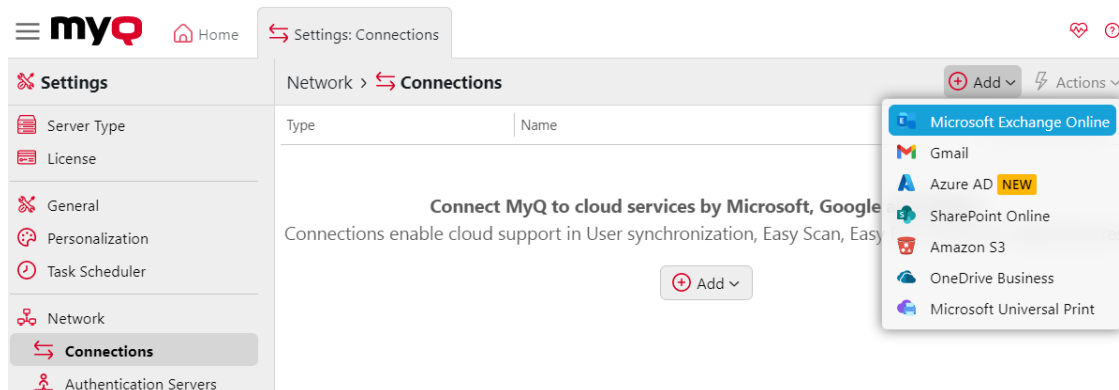 myQ
Home
Settings: Connections
Settings
Network > Connections
Add
Actions
Server Type
License
General
Personalization
Task Scheduler
Network
Connections
Authentication Servers
Type
Name
Connect MyQ to cloud services by Microsoft, Google
Connections enable cloud support in User synchronization, Easy Scan, Easy
Add
Microsoft Exchange Online
Gmail
Azure AD NEW
SharePoint Online
Amazon S3
OneDrive Business
Microsoft Universal Print